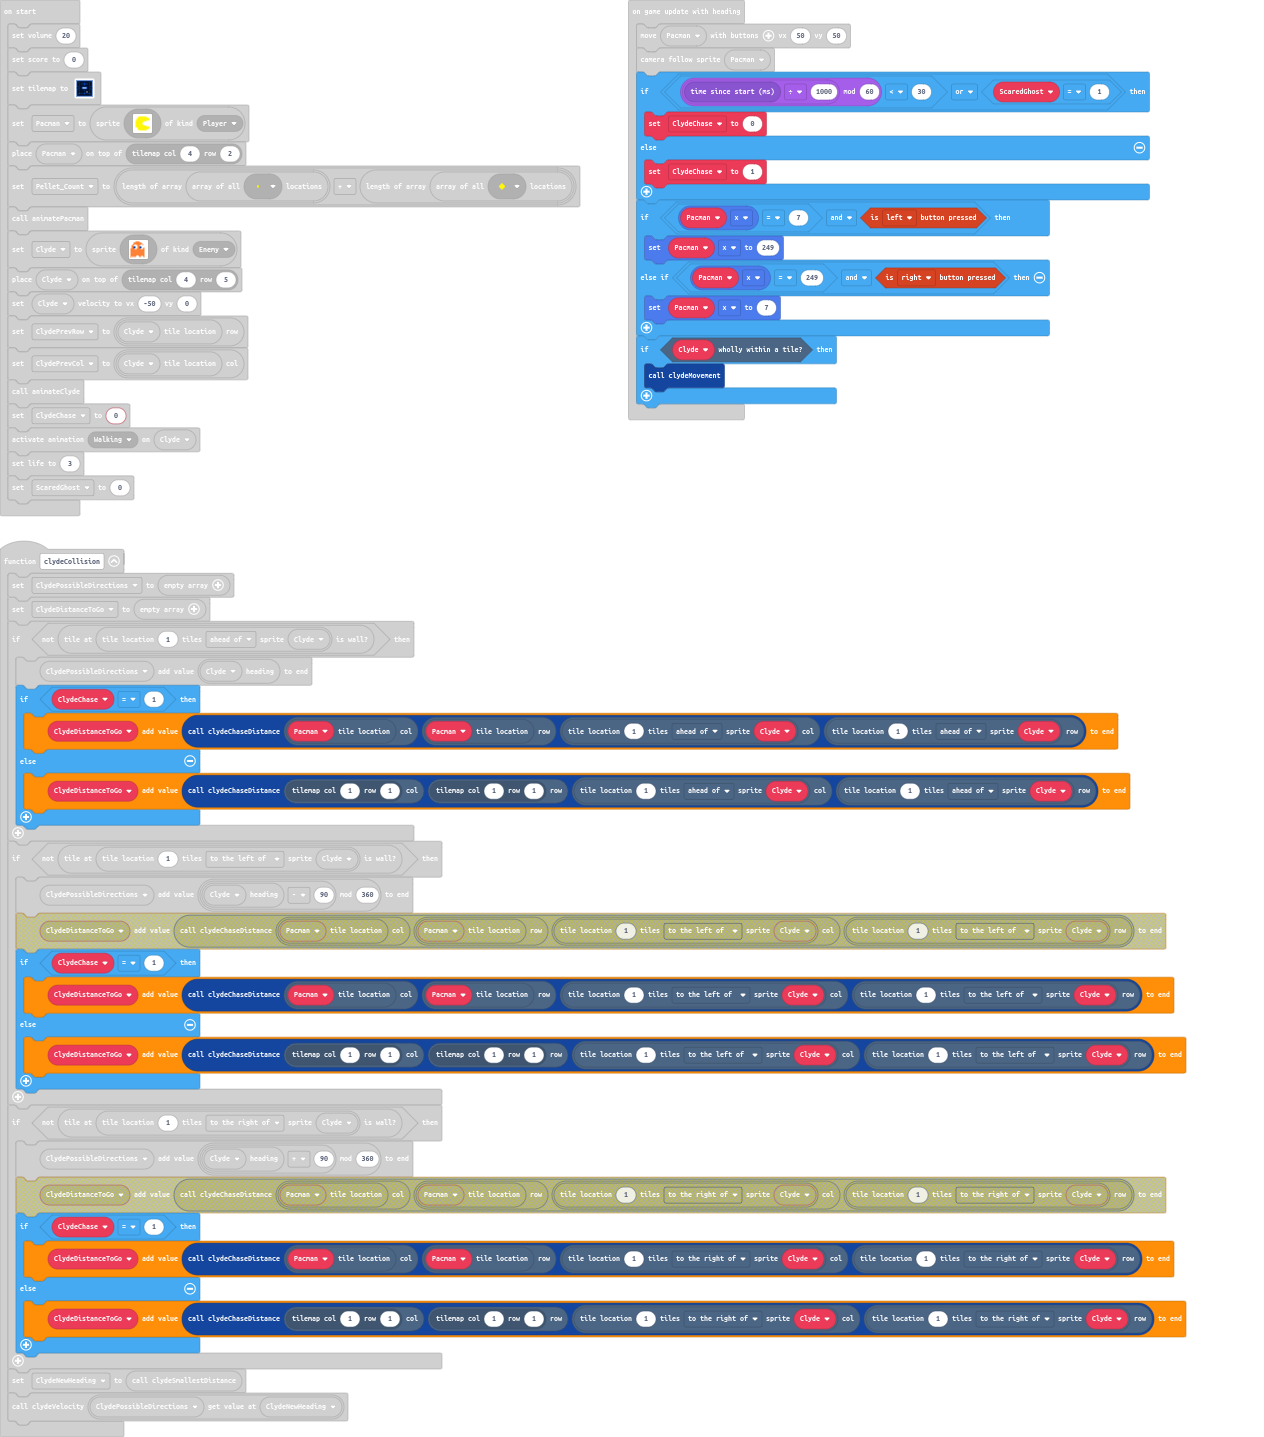 on start
set volume 20
set score to 0
set tilemap to
set Pacman to sprite of kind Player
place Pacman on top of tilemap col 4 row 2
set Pellet_Count to length of array array of all locations + length of array array of all locations
call animatePacman
set Clyde to sprite of kind Enemy
place Clyde on top of tilemap col 4 row 5
set Clyde velocity to vx -50 vy 0
set ClydePrevRow to Clyde tile location row
set ClydePrevCol to Clyde tile location col
call animateClyde
set ClydeChase to 0
activate animation Walking on Clyde
set life to 3
set ScaredGhost to 0
on game update with heading
move Pacman with buttons vx 50 vy 50
camera follow sprite Pacman
if time since start (ms) ÷ 1000 mod 60 < 30 or ScaredGhost = 1 then
set ClydeChase to 0
else
set ClydeChase to 1
if Pacman x = 7 and is left button pressed then
set Pacman x to 249
else if Pacman x = 249 and is right button pressed then
set Pacman x to 7
if Clyde wholly within a tile? then
call clydeMovement
function clydeCollision
set ClydePossibleDirections to empty array
set ClydeDistanceToGo to empty array
if not tile at tile location 1 tiles ahead of sprite Clyde is wall? then
ClydePossibleDirections add value Clyde heading to end
if ClydeChase = 1 then
ClydeDistanceToGo add value call clydeChaseDistance Pacman tile location col Pacman tile location row tile location 1 tiles ahead of sprite Clyde col tile location 1 tiles ahead of sprite Clyde row to end
else
ClydeDistanceToGo add value call clydeChaseDistance tilemap col 1 row 1 col tilemap col 1 row 1 row tile location 1 tiles ahead of sprite Clyde col tile location 1 tiles ahead of sprite Clyde row to end
if not tile at tile location 1 tiles to the left of sprite Clyde is wall? then
ClydePossibleDirections add value Clyde heading - 90 mod 360 to end
ClydeDistanceToGo add value call clydeChaseDistance Pacman tile location col Pacman tile location row tile location 1 tiles to the left of sprite Clyde col tile location 1 tiles to the left of sprite Clyde row to end
if ClydeChase = 1 then
ClydeDistanceToGo add value call clydeChaseDistance Pacman tile location col Pacman tile location row tile location 1 tiles to the left of sprite Clyde col tile location 1 tiles to the left of sprite Clyde row to end
else
ClydeDistanceToGo add value call clydeChaseDistance tilemap col 1 row 1 col tilemap col 1 row 1 row tile location 1 tiles to the left of sprite Clyde col tile location 1 tiles to the left of sprite Clyde row to end
if not tile at tile location 1 tiles to the right of sprite Clyde is wall? then
ClydePossibleDirections add value Clyde heading + 90 mod 360 to end
ClydeDistanceToGo add value call clydeChaseDistance Pacman tile location col Pacman tile location row tile location 1 tiles to the right of sprite Clyde col tile location 1 tiles to the right of sprite Clyde row to end
if ClydeChase = 1 then
ClydeDistanceToGo add value call clydeChaseDistance Pacman tile location col Pacman tile location row tile location 1 tiles to the right of sprite Clyde col tile location 1 tiles to the right of sprite Clyde row to end
else
ClydeDistanceToGo add value call clydeChaseDistance tilemap col 1 row 1 col tilemap col 1 row 1 row tile location 1 tiles to the right of sprite Clyde col tile location 1 tiles to the right of sprite Clyde row to end
set ClydeNewHeading to call clydeSmallestDistance
call clydeVelocity ClydePossibleDirections get value at ClydeNewHeading